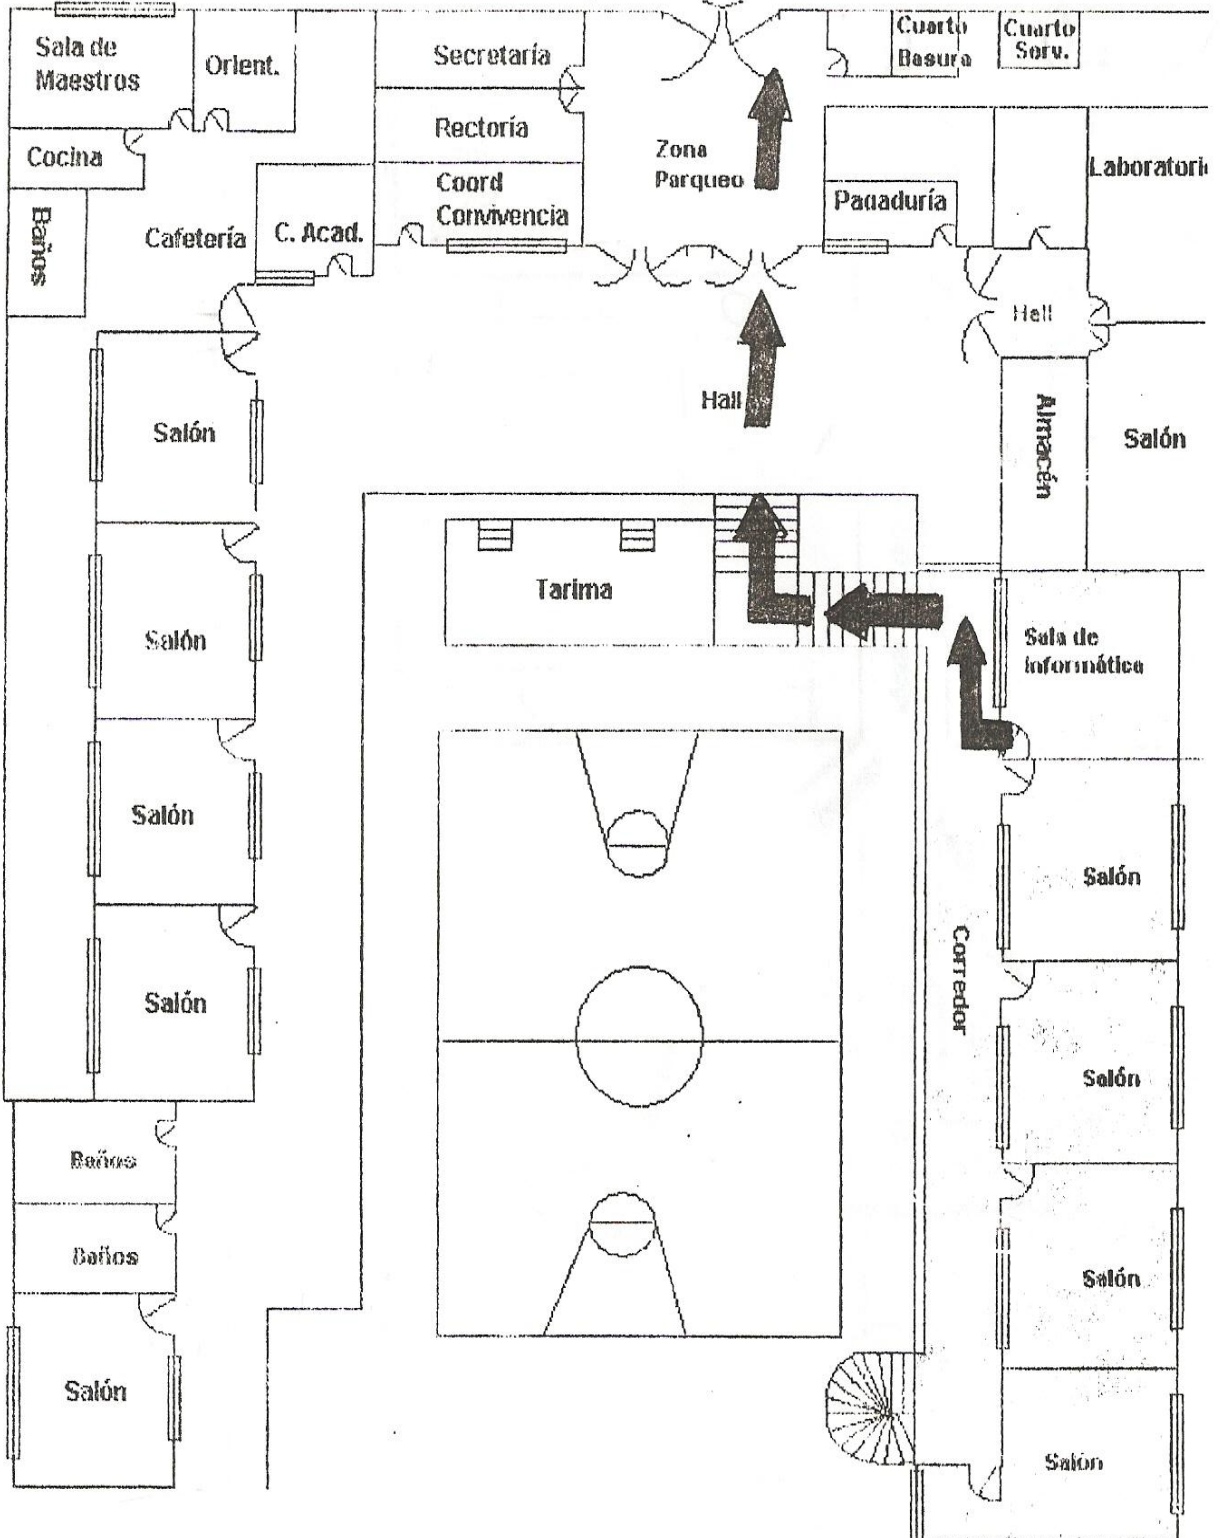 Sala de
Maestros
Orient.
Secretaría
Cuarto
Basura
Cuarto
Serv.
Cocina
Rectoría
Zona
Parqueo
Laboratori
Baños
Cafetería
C. Acad.
Coord
Convivencia
Pagaduría
Hall
Hall
Salón
Almacén
Salón
Tarima
Salón
Sala de
Informática
Salón
Salón
Corredor
Salón
Salón
Baños
Baños
Salón
Salón
Salón